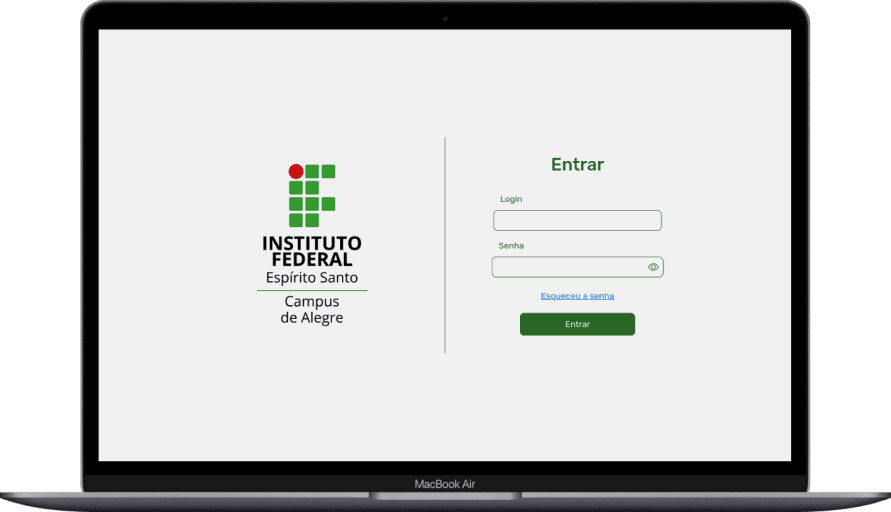 INSTITUTO
FEDERAL
Espírito Santo
Campus
de Alegre
Entrar
Login
Senha
Esqueceu a senha
Entrar
MacBook Air